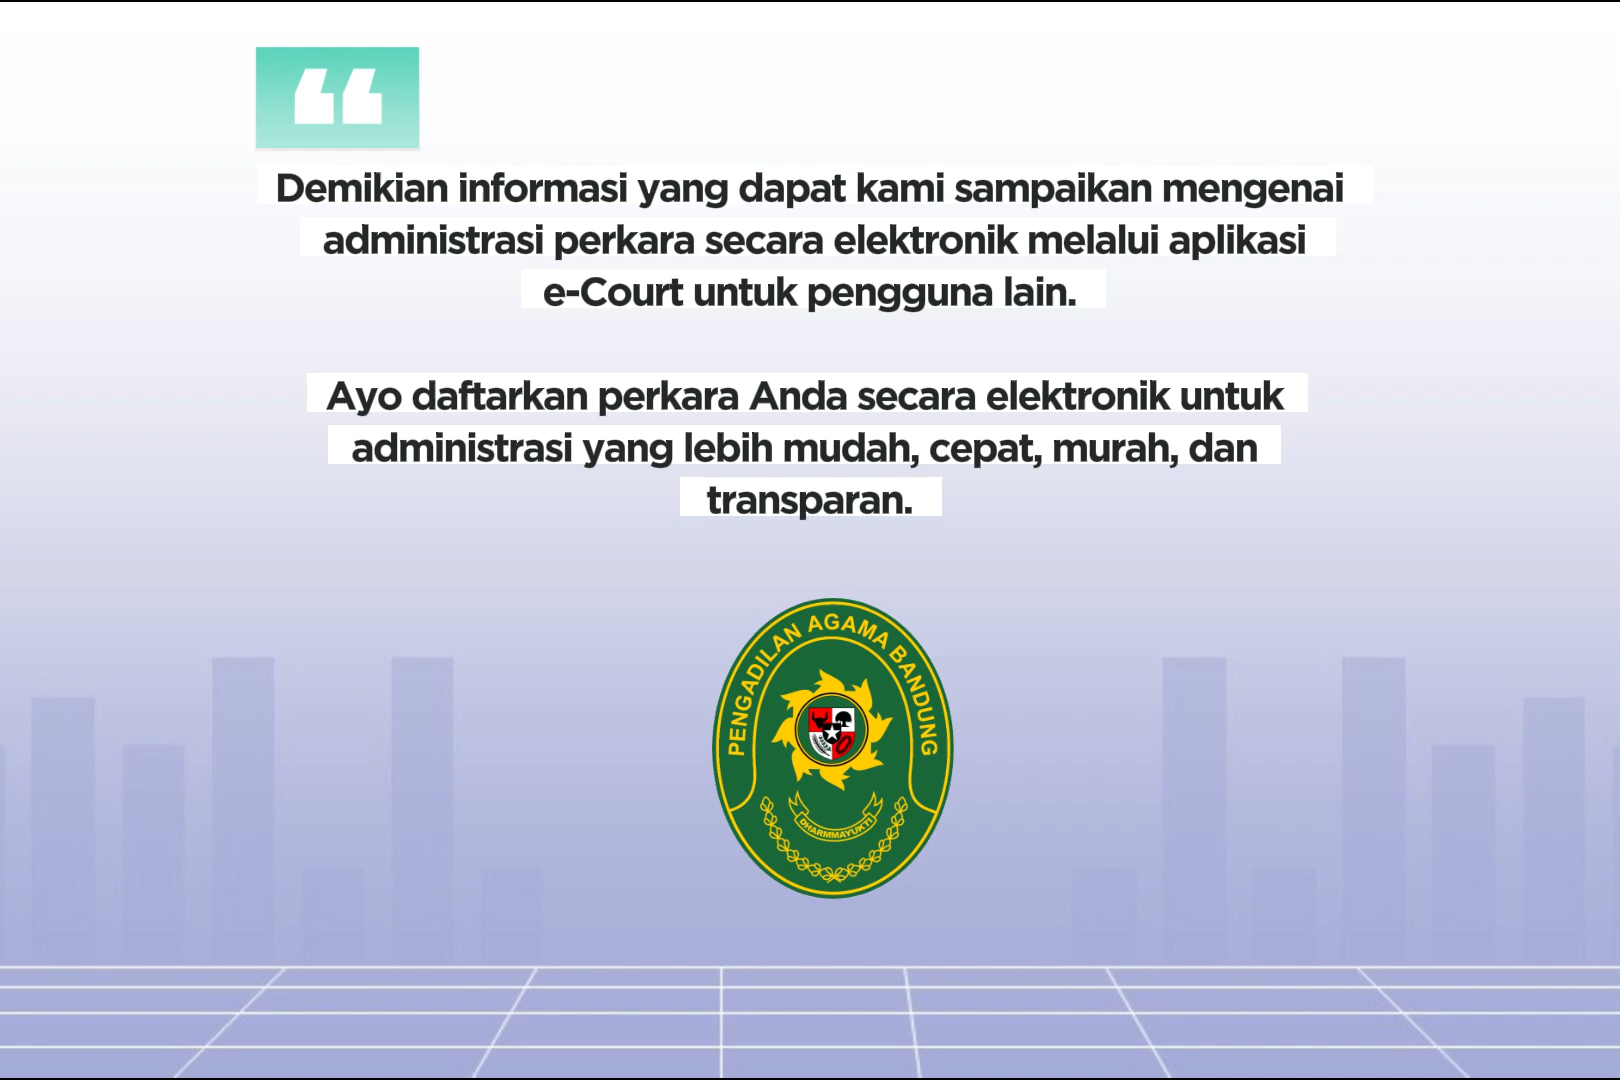 Demikian informasi yang dapat kami sampaikan mengenai
administrasi perkara secara elektronik melalui aplikasi
e-Court untuk pengguna lain.
Ayo daftarkan perkara Anda secara elektronik untuk
administrasi yang lebih mudah, cepat, murah, dan
transparan.
PENGADILAN AGAMA BANDUNG
DHARMMAYUKTI